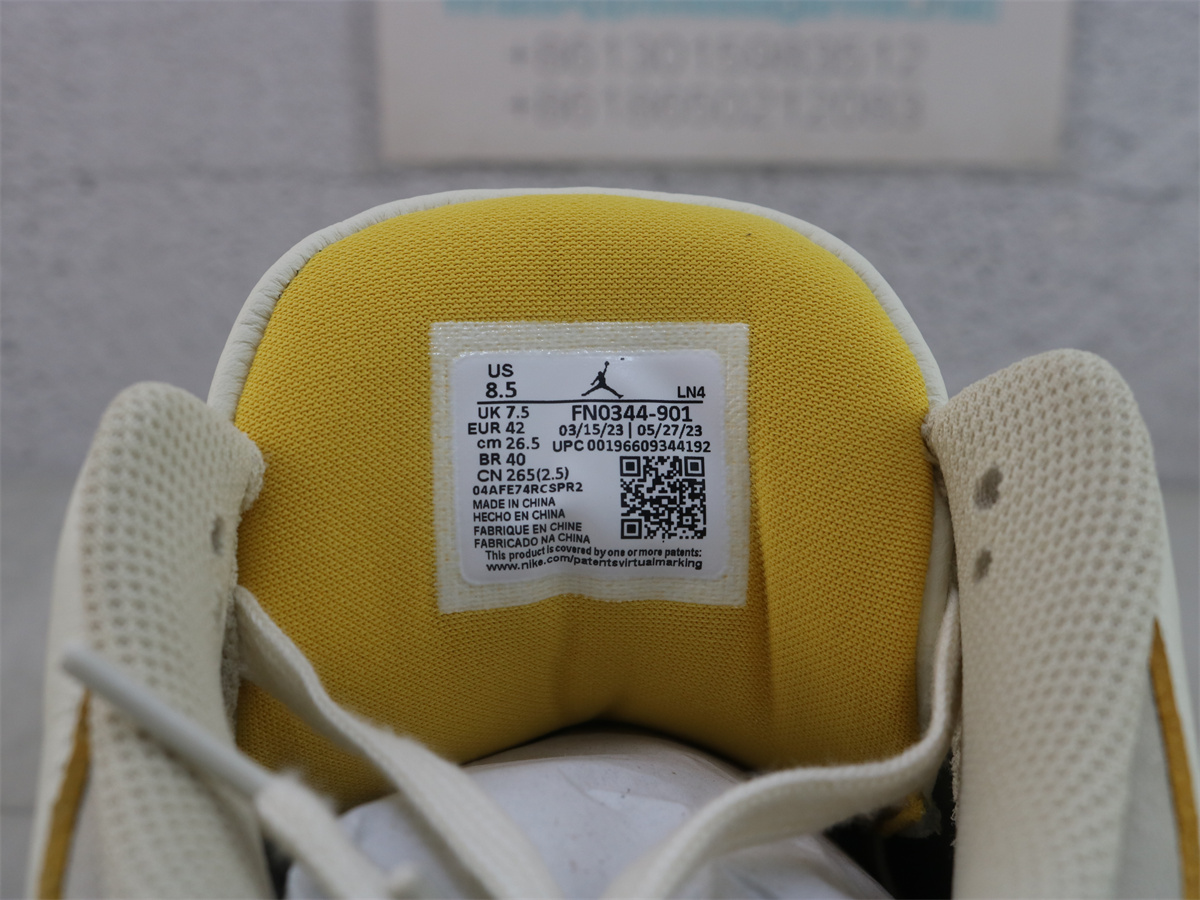 +8613015983512
+8618650212083
US
8.5
LN4
UK 7.5
FN0344-901
EUR 42
03/15/23 | 05/27/23
cm 26.5
UPC 00196609344192
BR 40
CN 265(2.5)
04AFE74RCSPR2
MADE IN CHINA
HECHO EN CHINA
FABRIQUE EN CHINE
FABRICADO NA CHINA
This product is covered by one or more patents:
www.nike.com/patentsvirtualmarking